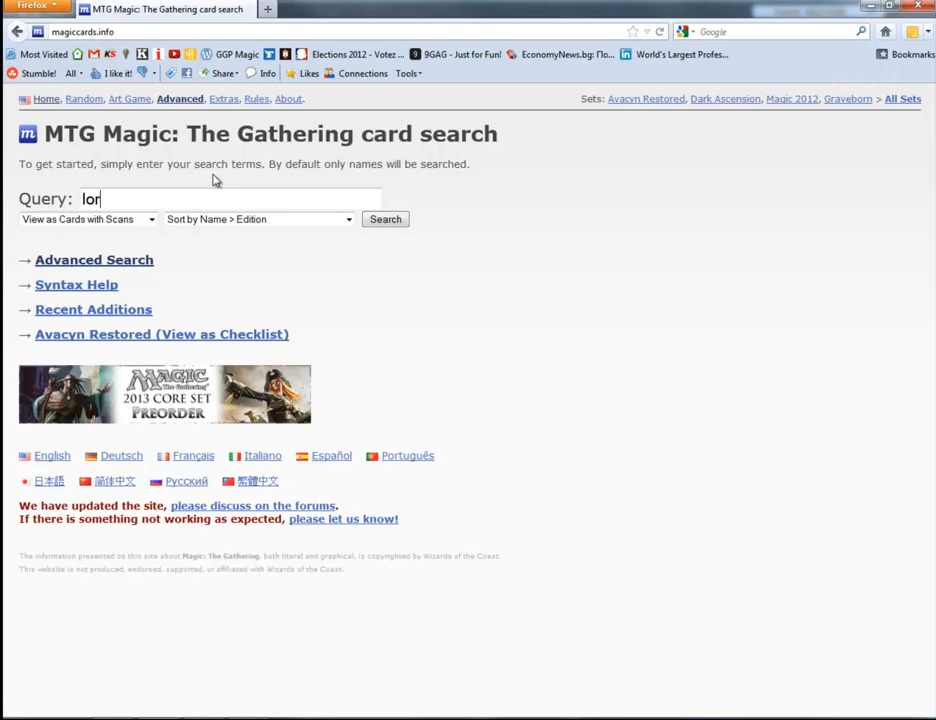 Firefox
MTG Magic: The Gathering card search
magiccards.info
Google
Most Visited GGP Magic Elections 2012 - Votez ... 9GAG - Just for Fun! EconomyNews.bg: По... World's Largest Profes... Bookmarks
Stumble! All I like it! Share Info Likes Connections Tools
Home, Random, Art Game, Advanced, Extras, Rules, About. Sets: Avacyn Restored, Dark Ascension, Magic 2012, Graveborn > All Sets
m MTG Magic: The Gathering card search
To get started, simply enter your search terms. By default only names will be searched.
Query: lor
View as Cards with Scans Sort by Name > Edition Search
→ Advanced Search
→ Syntax Help
→ Recent Additions
→ Avacyn Restored (View as Checklist)
MAGIC
The Gathering
2013 CORE SET
PREORDER
English Deutsch Français Italiano Español Português
日本語 简体中文 Русский 繁體中文
We have updated the site, please discuss on the forums.
If there is something not working as expected, please let us know!
The information presented on this site about Magic: The Gathering, both literal and graphical, is copyrighted by Wizards of the Coast.
This website is not produced, endorsed, supported, or affiliated with Wizards of the Coast.